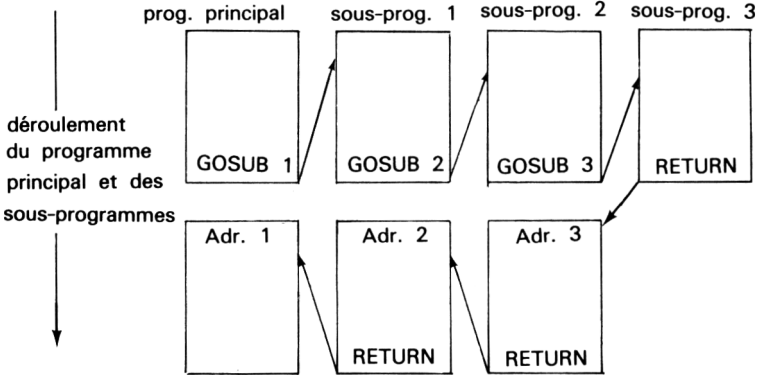 prog. principal sous-prog. 1 sous-prog. 2 sous-prog. 3
déroulement
du programme
principal et des
sous-programmes
GOSUB 1 GOSUB 2 GOSUB 3 RETURN
Adr. 1 Adr. 2 Adr. 3
RETURN RETURN